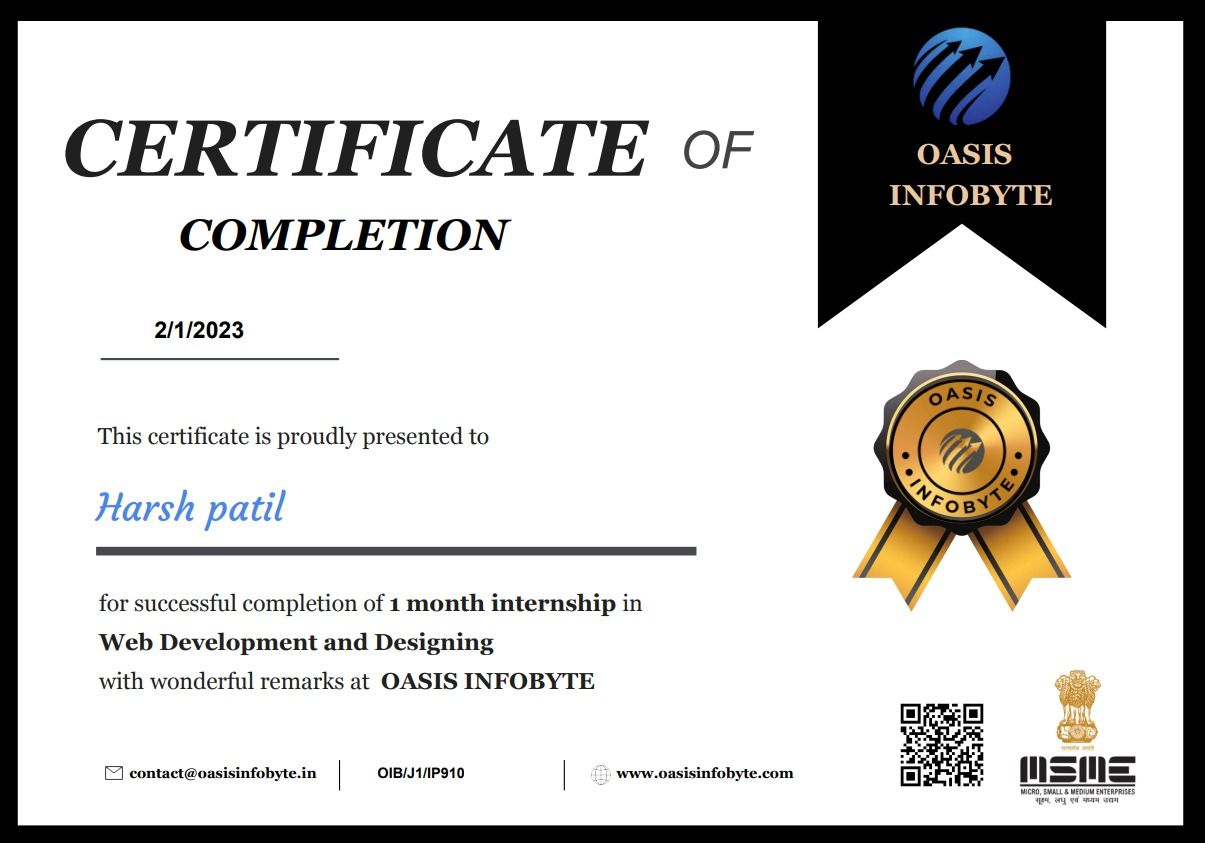 CERTIFICATE OF
COMPLETION
OASIS
INFOBYTE
2/1/2023
This certificate is proudly presented to
Harsh patil
OASIS
INFOBYTE
for successful completion of 1 month internship in
Web Development and Designing
with wonderful remarks at OASIS INFOBYTE
contact@oasisinfobyte.in
OIB/J1/IP910
www.oasisinfobyte.com
सत्यमेव जयते
MSME
MICRO, SMALL & MEDIUM ENTERPRISES
सूक्ष्म, लघु एवं मध्यम उद्यम